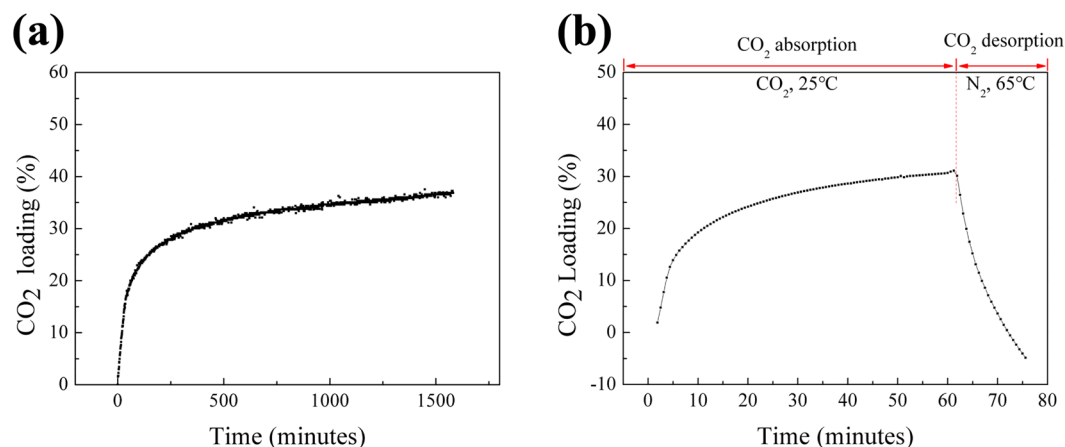 (a)
60
50
40
30
20
10
0
CO2 loading (%)
0 500 1000 1500
Time (minutes)
(b)
CO2 absorption CO2 desorption
CO2, 25°C N2, 65°C
50
40
30
20
10
0
-10
CO2 Loading (%)
0 10 20 30 40 50 60 70 80
Time (minutes)